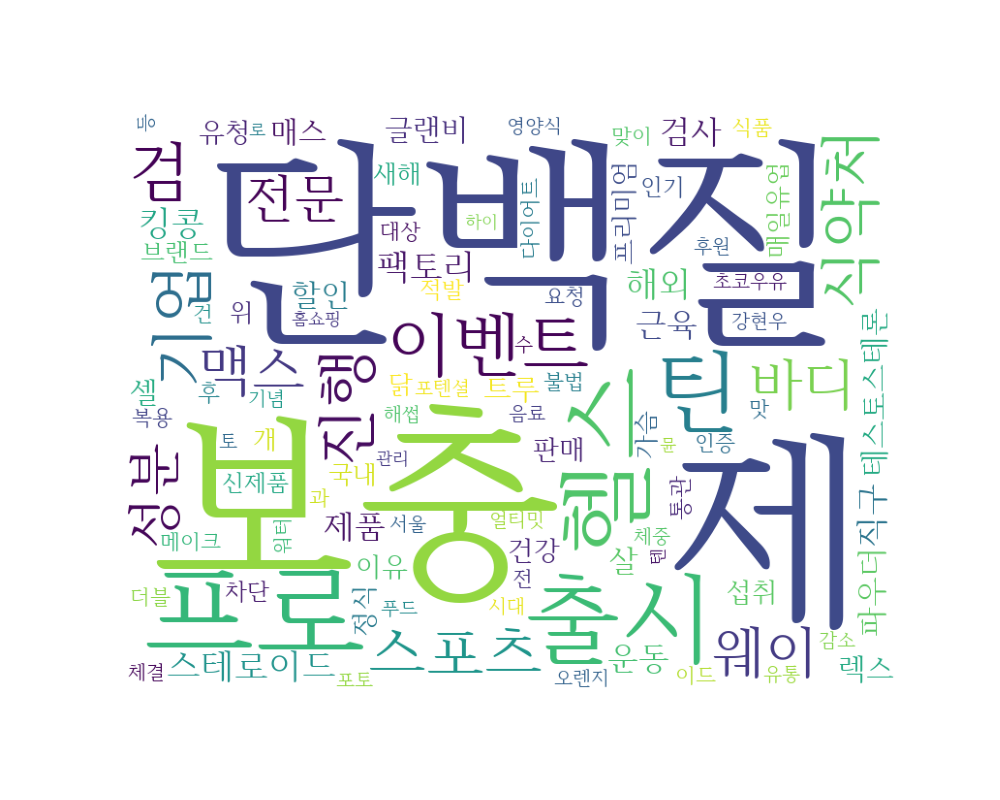 단백질
보충
제
프로
헬스
출시
틴
이벤트
바디
웨이
스포츠
식약처
성분
기업
진행
검
맥스
전문
킹콩
팩토리
스테로이드
테스토스테론
등
유청
로
매스
글랜비
영양식
맞이
검사
식품
새해
대상
하이
다이어트
프리미엄
인기
매일유업
후원
브랜드
건
위
할인
홈쇼핑
적발
요청
해외
초코우유
근육
강현우
수
셀
후
기념
복용
닭
포텐셜
트루
불법
해썹
음료
가슴
맛
인증
뮨
토
개
신제품
과
국내
관리
판매
통관
직구
메이크
워터
제품
서울
얼티밋
체중
텐
이유
건강
전
살
섭취
파우더
더블
차단
정식
푸드
시대
운동
감소
체결
포토
오렌지
이드
유통
렉스